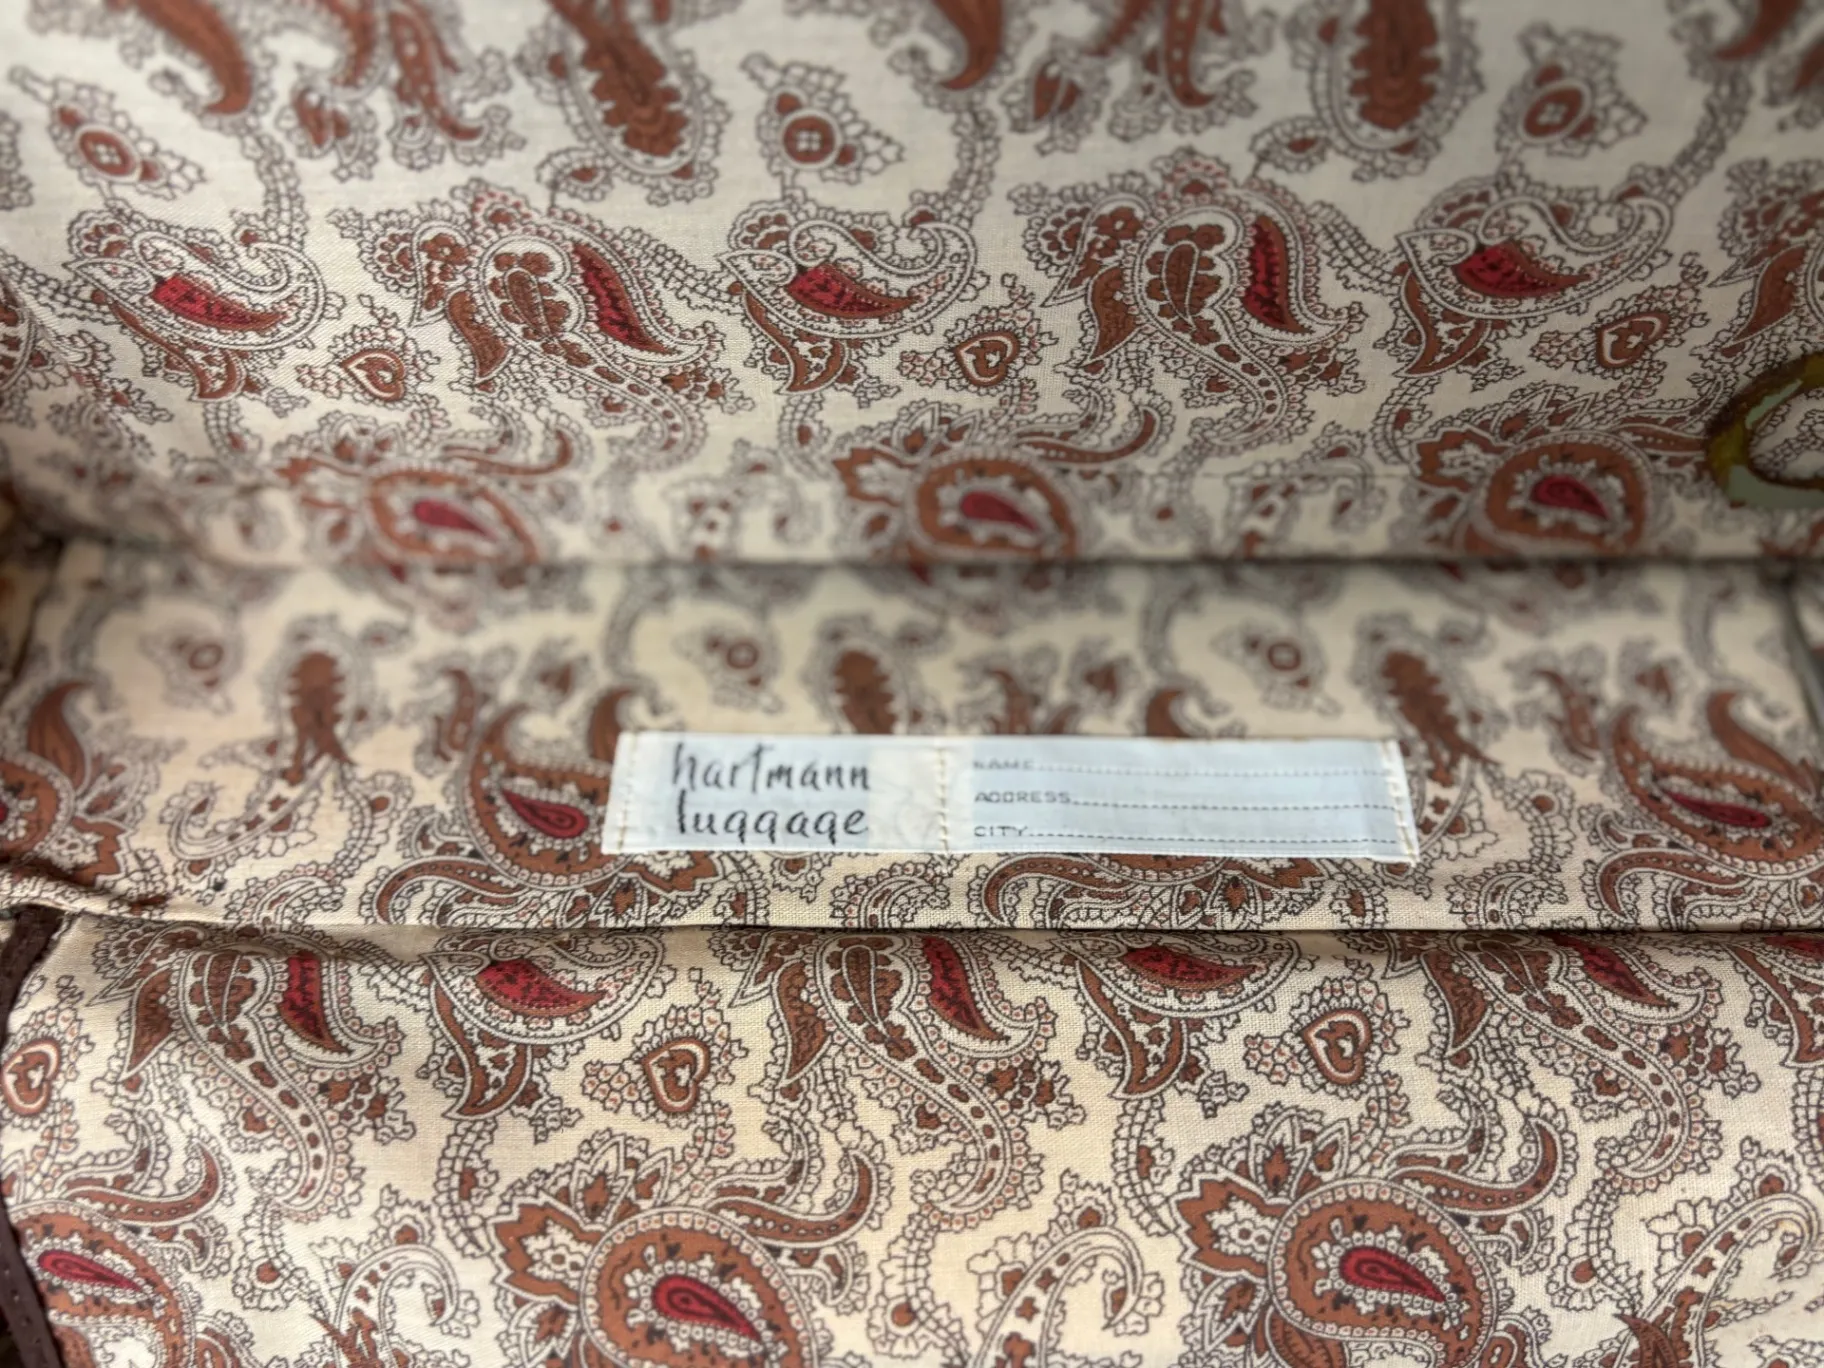 hartmann
luggage
NAME
ADDRESS
CITY